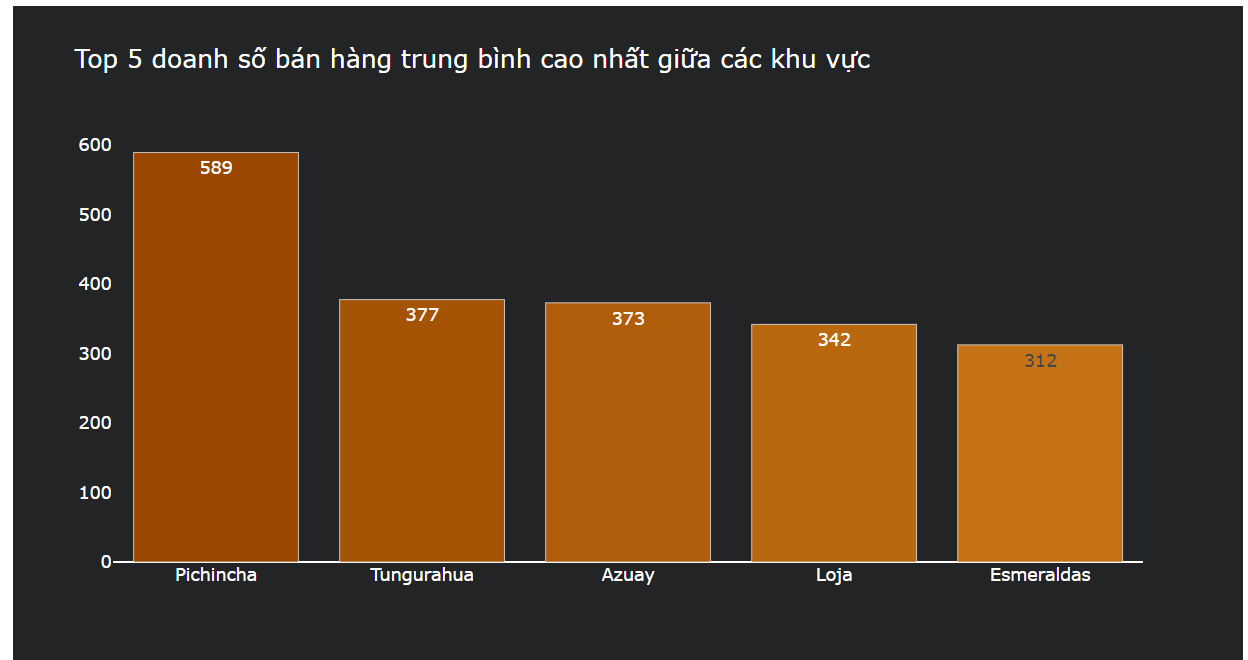 Top 5 doanh số bán hàng trung bình cao nhất giữa các khu vực
600
500
400
300
200
100
0
589
377
373
342
312
Pichincha
Tungurahua
Azuay
Loja
Esmeraldas